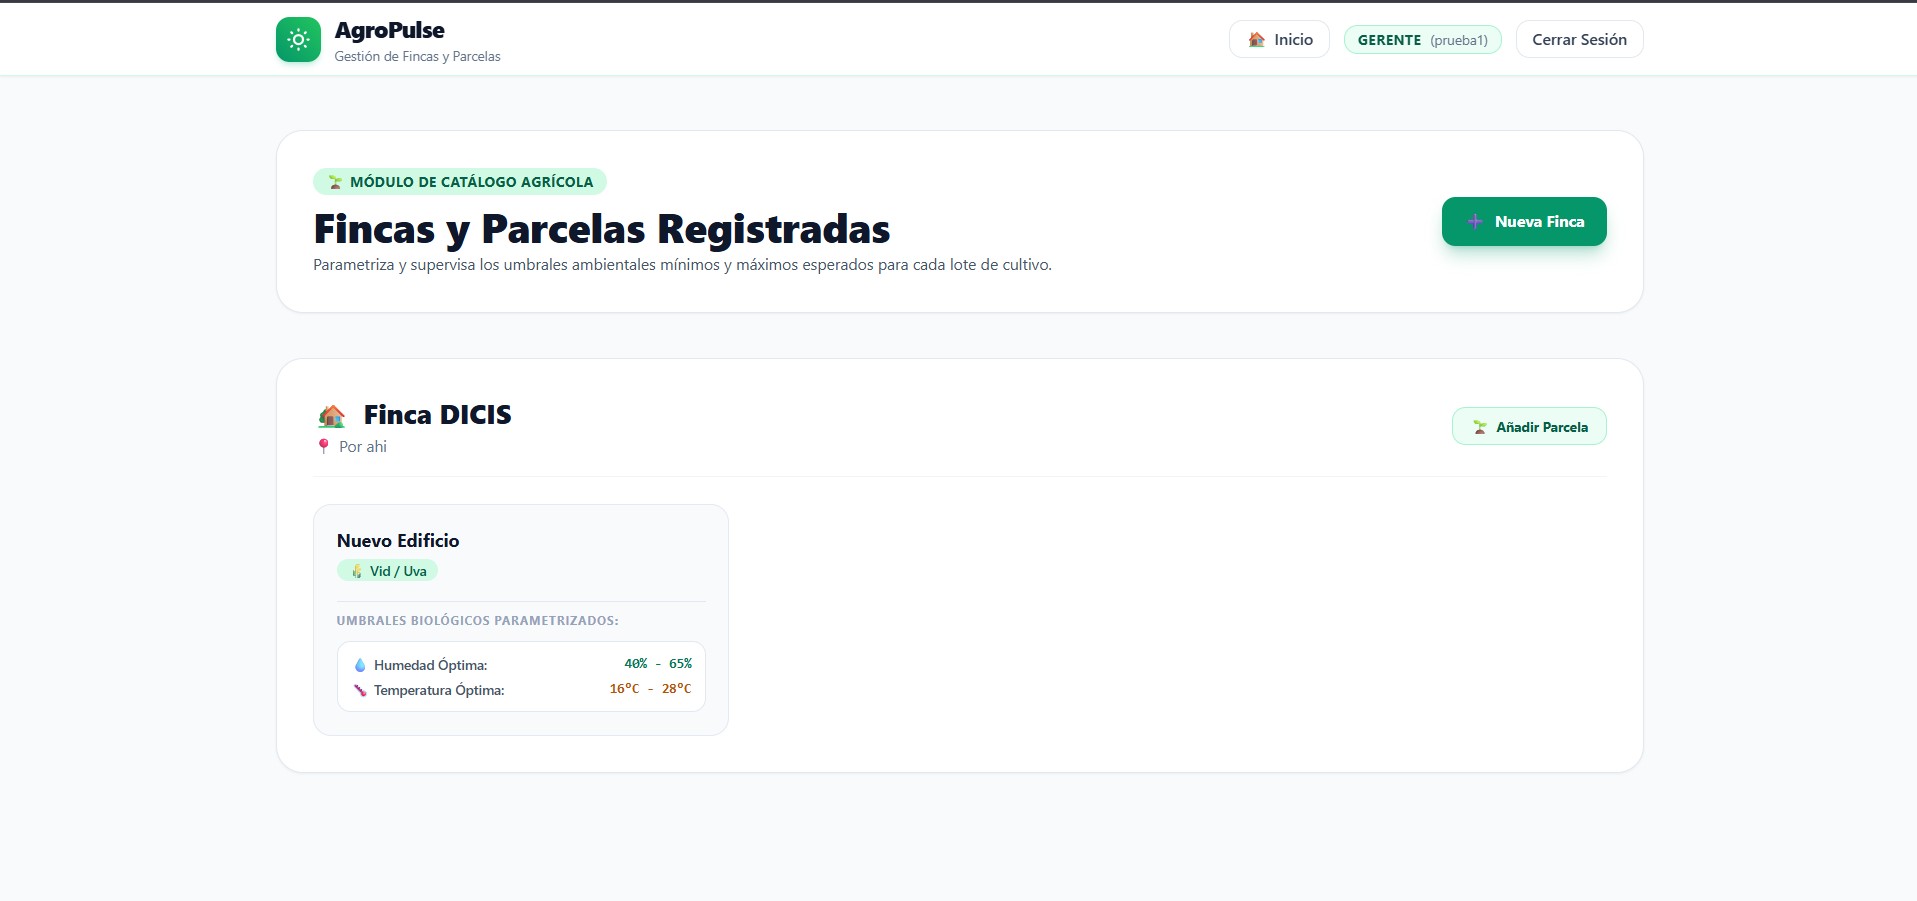 AgroPulse
Gestión de Fincas y Parcelas
Inicio
GERENTE (prueba1)
Cerrar Sesión
MÓDULO DE CATÁLOGO AGRÍCOLA
Fincas y Parcelas Registradas
Parametriza y supervisa los umbrales ambientales mínimos y máximos esperados para cada lote de cultivo.
Nueva Finca
Finca DICIS
Por ahi
Añadir Parcela
Nuevo Edificio
Vid / Uva
UMBRALES BIOLÓGICOS PARAMETRIZADOS:
Humedad Óptima: 40% - 65%
Temperatura Óptima: 16°C - 28°C